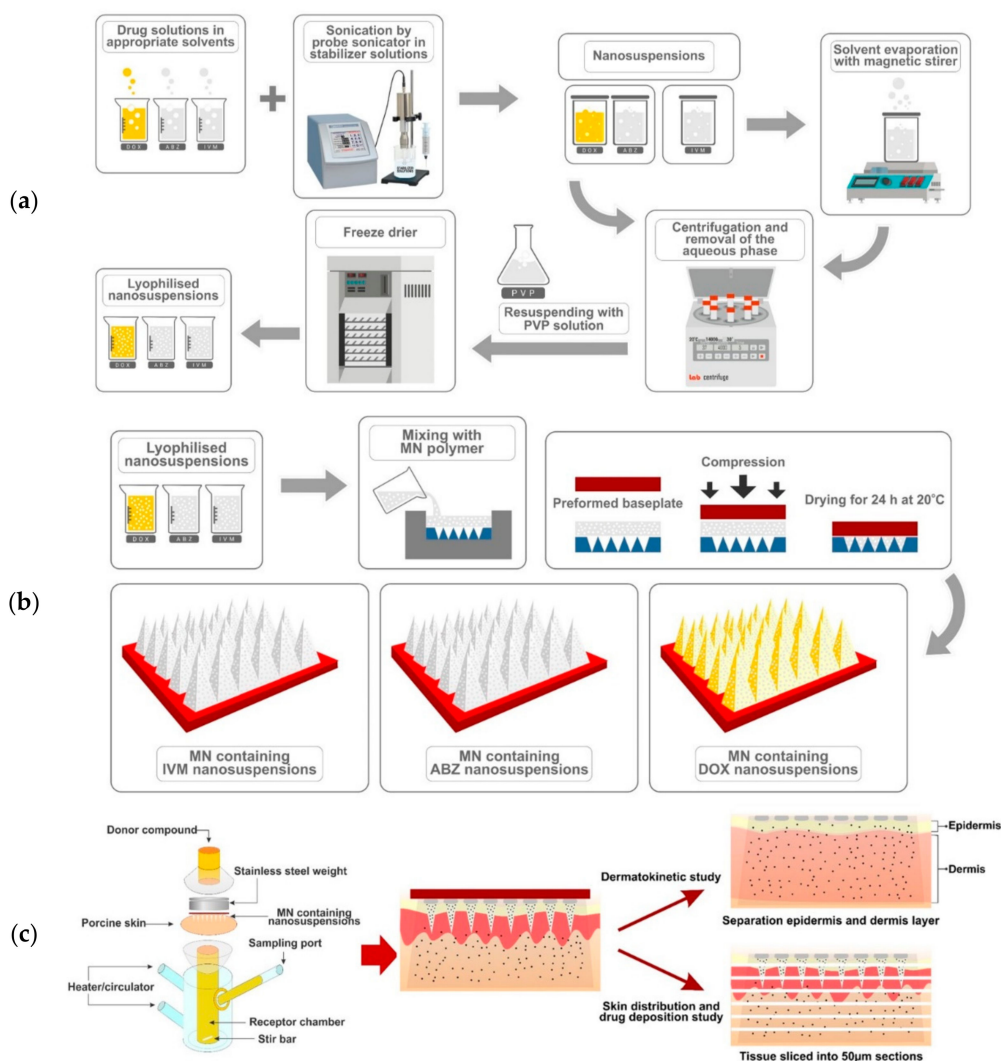 Drug solutions in
appropriate solvents
DOX
ABZ
IVM
Sonication by
probe sonicator in
stabilizer solutions
Nanosuspensions
DOX
ABZ
IVM
Solvent evaporation
with magnetic stirer
(a)
Lyophilised
nanosuspensions
DOX
ABZ
IVM
Freeze drier
PVP
Resuspending with
PVP solution
Centrifugation and
removal of the
aqueous phase
lab centrifuge
(b)
Lyophilised
nanosuspensions
DOX
ABZ
IVM
Mixing with
MN polymer
Preformed baseplate
Compression
Drying for 24 h at 20°C
MN containing
IVM nanosuspensions
MN containing
ABZ nanosuspensions
MN containing
DOX nanosuspensions
(c)
Donor compound
Stainless steel weight
MN containing
nanosuspensions
Porcine skin
Sampling port
Heater/circulator
Receptor chamber
Stir bar
Dermatokinetic study
Epidermis
Dermis
Separation epidermis and dermis layer
Skin distribution and
drug deposition study
Tissue sliced into 50μm sections